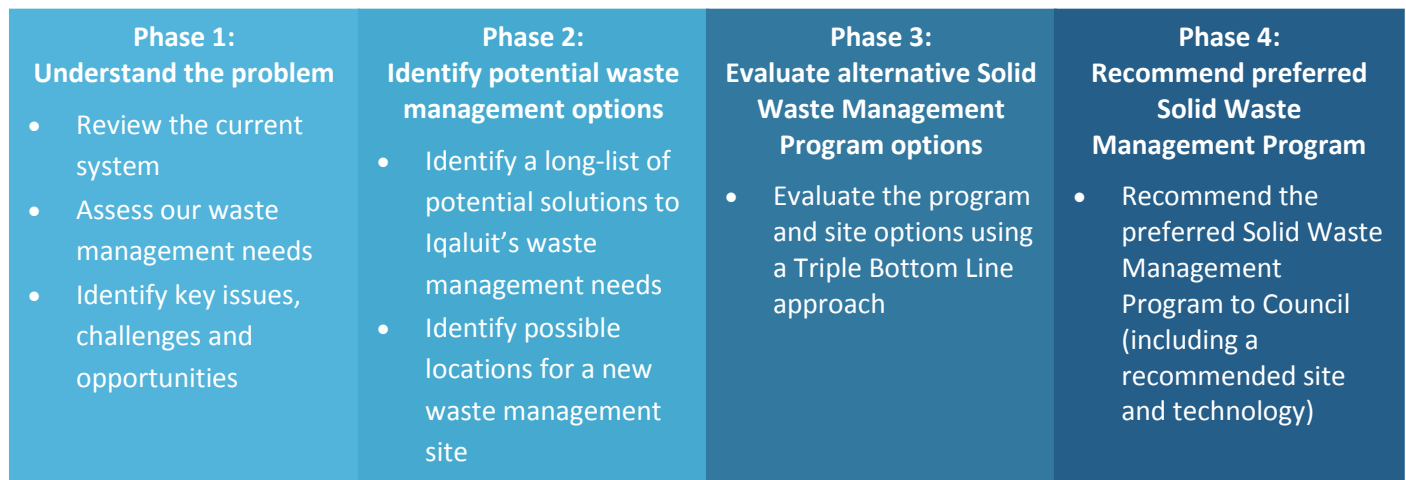 Phase 1:
Understand the problem
• Review the current
system
• Assess our waste
management needs
• Identify key issues,
challenges and
opportunities
Phase 2:
Identify potential waste
management options
• Identify a long-list of
potential solutions to
Iqaluit’s waste
management needs
• Identify possible
locations for a new
waste management
site
Phase 3:
Evaluate alternative Solid
Waste Management
Program options
• Evaluate the program
and site options using
a Triple Bottom Line
approach
Phase 4:
Recommend preferred
Solid Waste
Management Program
• Recommend the
preferred Solid Waste
Management
Program to Council
(including a
recommended site
and technology)